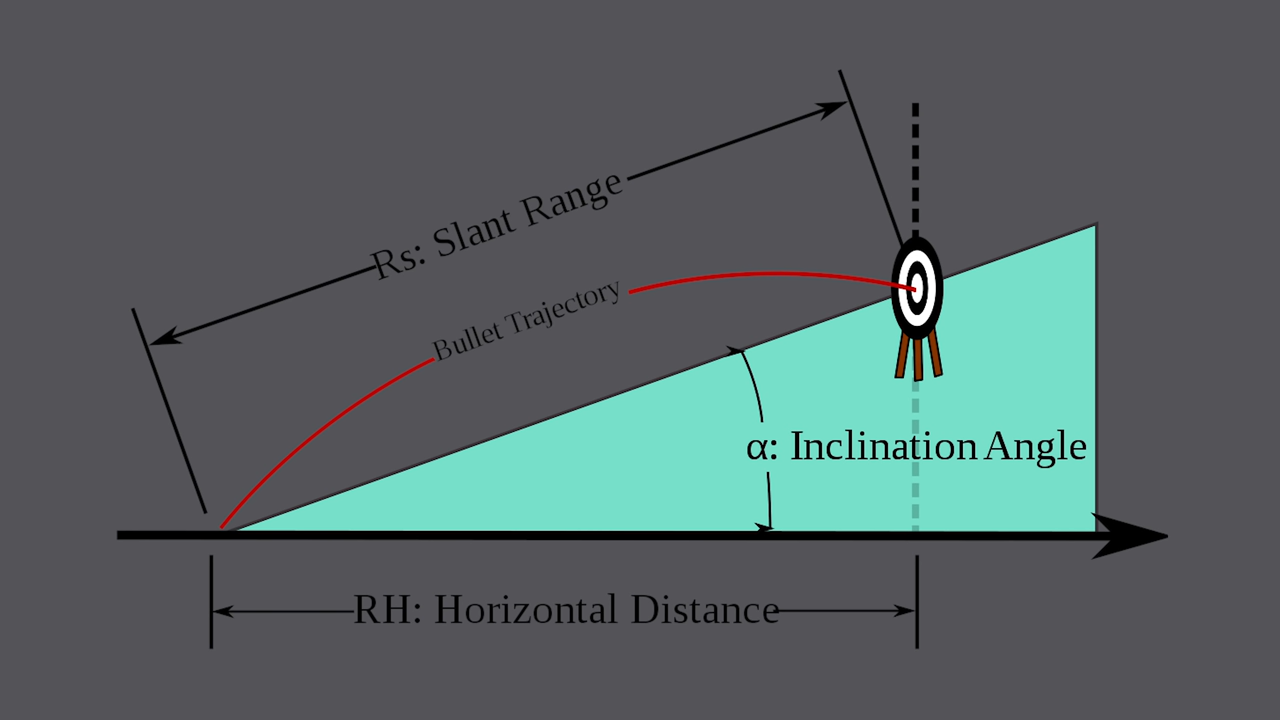 Rs: Slant Range
Bullet Trajectory
α: Inclination Angle
RH: Horizontal Distance